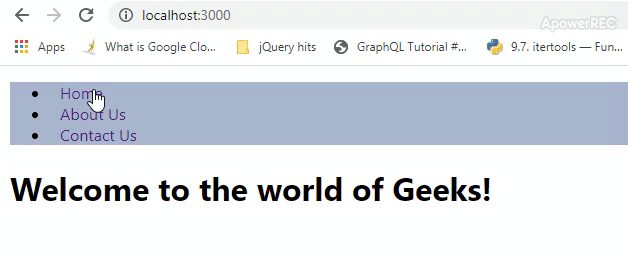 localhost:3000
ApowerREC
Apps
What is Google Clo...
jQuery hits
GraphQL Tutorial #...
9.7. itertools — Fun...
Home
About Us
Contact Us
Welcome to the world of Geeks!